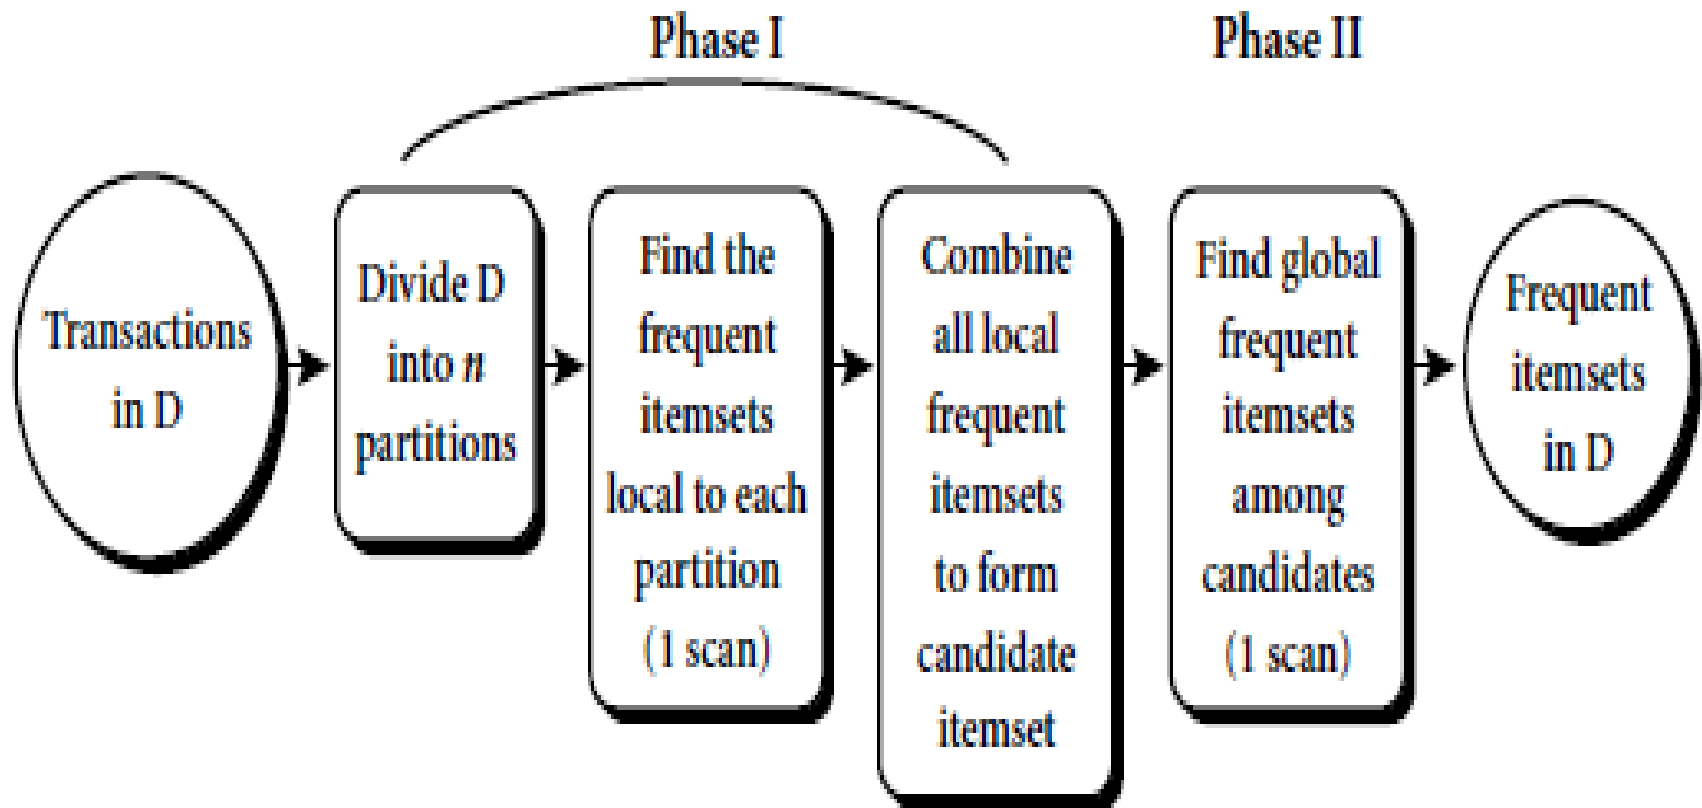 Phase I
Phase II
Transactions
in D
Divide D
into n
partitions
Find the
frequent
itemsets
local to each
partition
(1 scan)
Combine
all local
frequent
itemsets
to form
candidate
itemset
Find global
frequent
itemsets
among
candidates
(1 scan)
Frequent
itemsets
in D